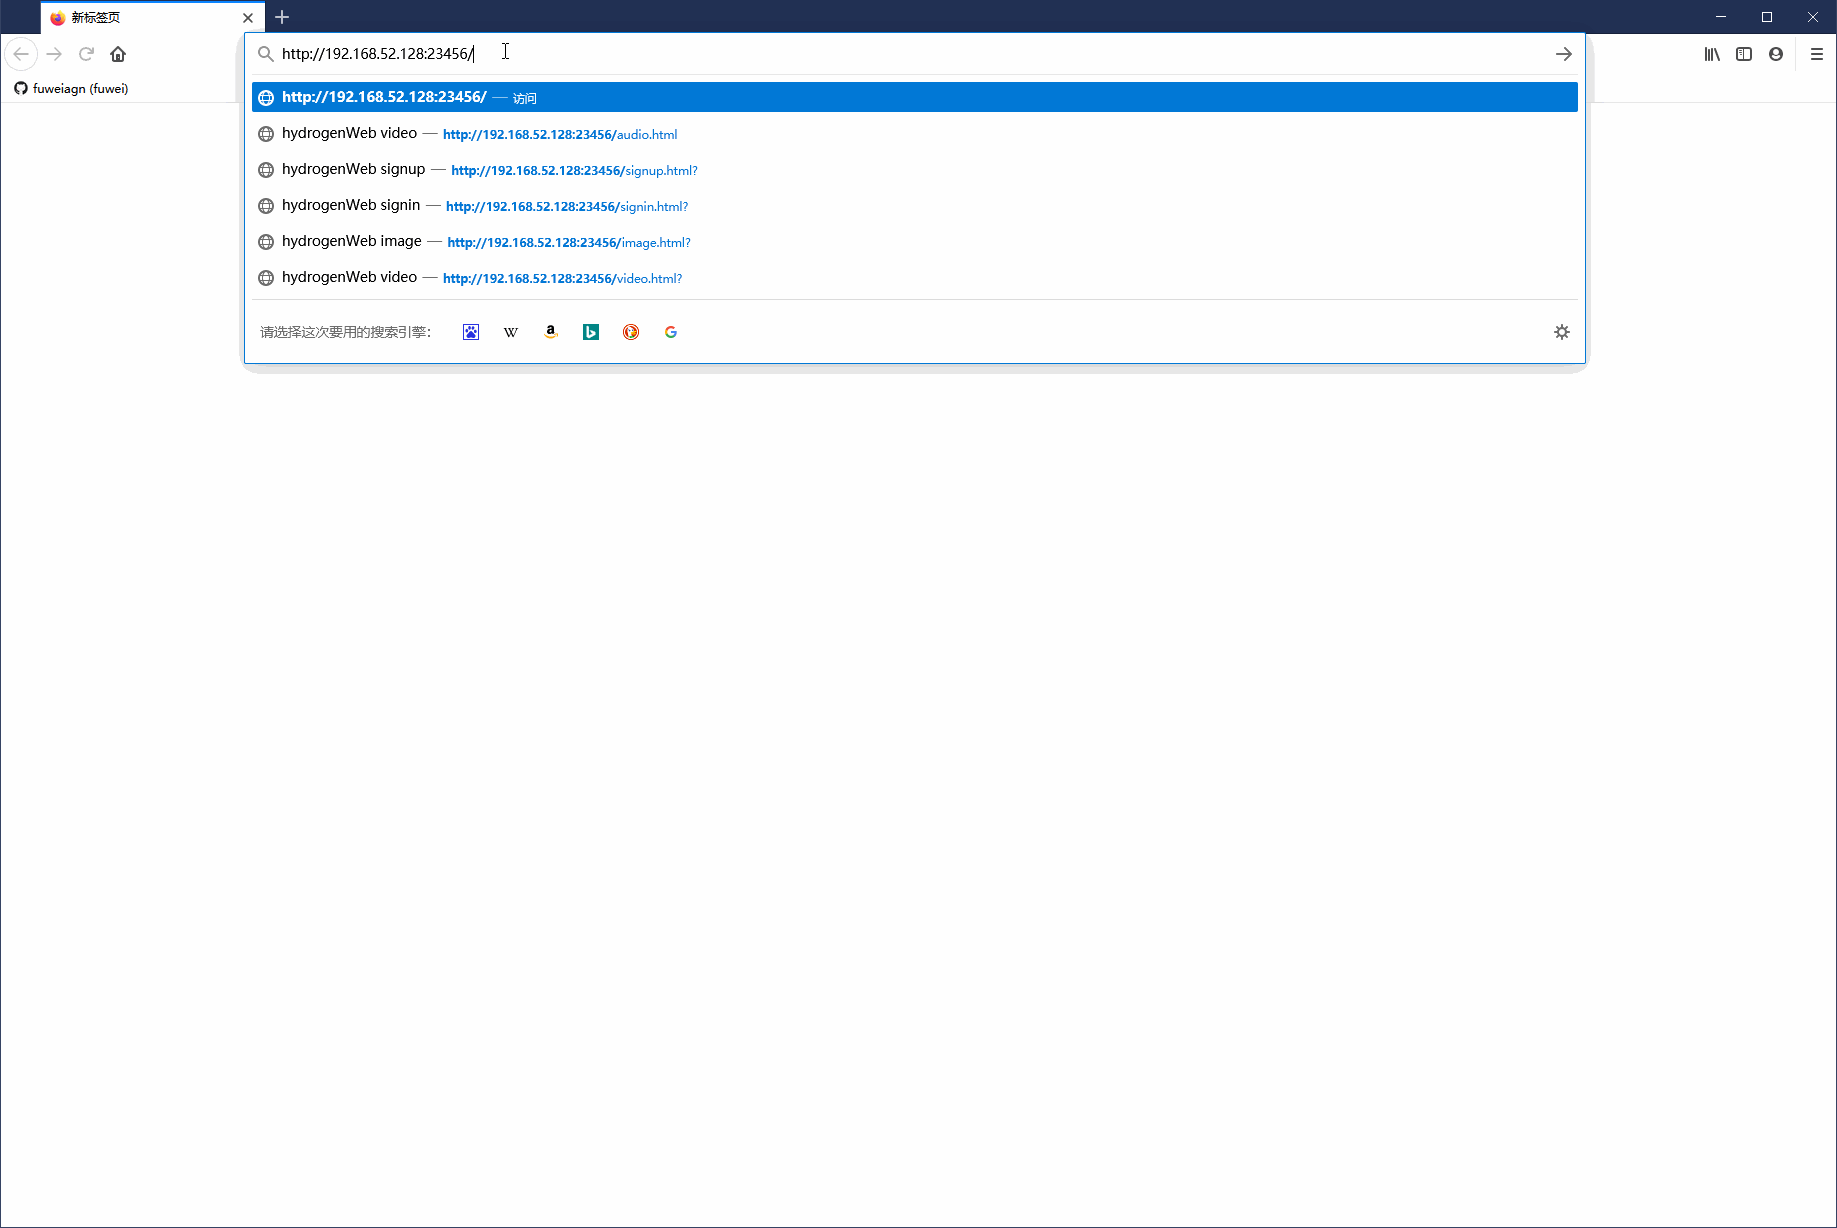 新标签页
http://192.168.52.128:23456/
fuweiagn (fuwei)
http://192.168.52.128:23456/ — 访问
hydrogenWeb video — http://192.168.52.128:23456/audio.html
hydrogenWeb signup — http://192.168.52.128:23456/signup.html?
hydrogenWeb signin — http://192.168.52.128:23456/signin.html?
hydrogenWeb image — http://192.168.52.128:23456/image.html?
hydrogenWeb video — http://192.168.52.128:23456/video.html?
请选择这次要用的搜索引擎：